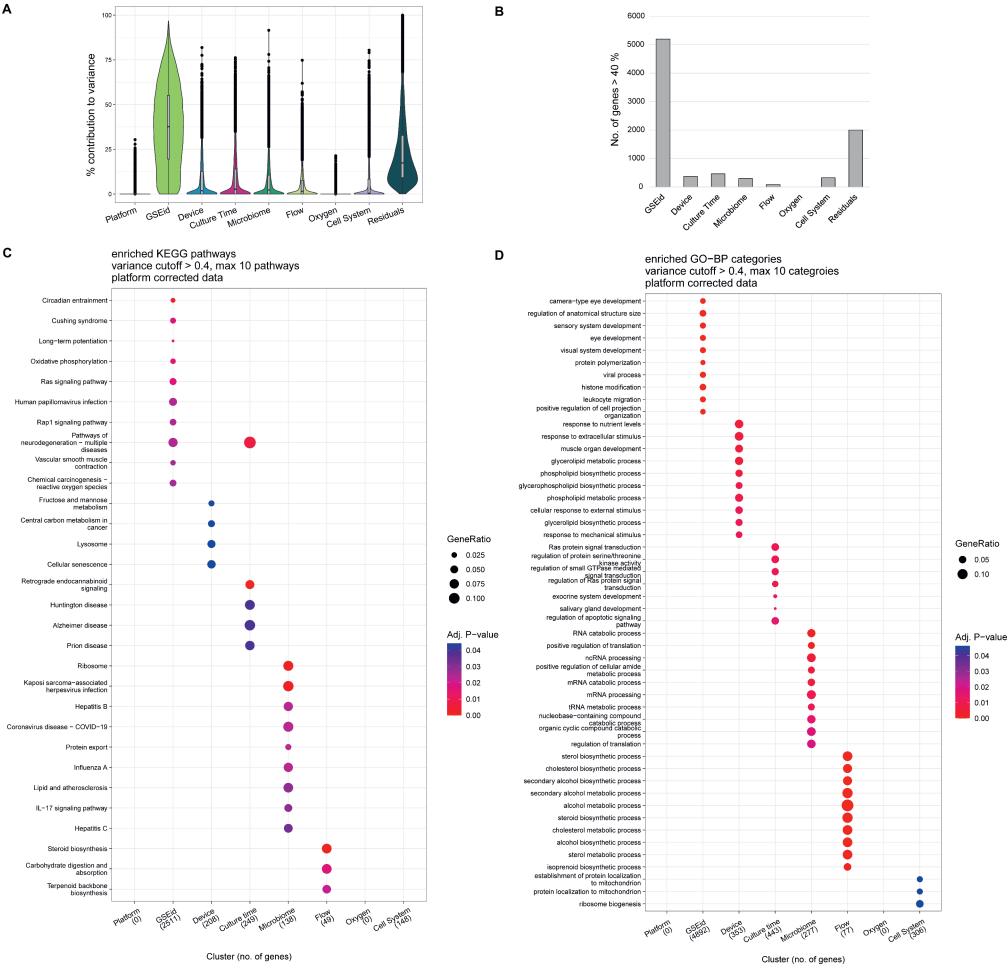 A
% contribution to variance
100
75
50
25
0
Platform
GSEid
Device
Culture Time
Microbiome
Flow
Oxygen
Cell System
Residuals
B
No. of genes > 40 %
6000
5000
4000
3000
2000
1000
0
GSEid
Device
Culture Time
Microbiome
Flow
Oxygen
Cell System
Residuals
C
enriched KEGG pathways
variance cutoff > 0.4, max 10 pathways
platform corrected data
Circadian entrainment
Cushing syndrome
Long−term potentiation
Oxidative phosphorylation
Ras signaling pathway
Human papillomavirus infection
Rap1 signaling pathway
Pathways of
neurodegeneration − multiple
diseases
Vascular smooth muscle
contraction
Chemical carcinogenesis −
reactive oxygen species
Fructose and mannose
metabolism
Central carbon metabolism in
cancer
Lysosome
Cellular senescence
Retrograde endocannabinoid
signaling
Huntington disease
Alzheimer disease
Prion disease
Ribosome
Kaposi sarcoma−associated
herpesvirus infection
Hepatitis B
Coronavirus disease − COVID−19
Protein export
Influenza A
Lipid and atherosclerosis
IL−17 signaling pathway
Hepatitis C
Steroid biosynthesis
Carbohydrate digestion and
absorption
Terpenoid backbone
biosynthesis
Platform
(0)
GSEid
(2511)
Device
(208)
Culture time
(249)
Microbiome
(138)
Flow
(49)
Oxygen
(0)
Cell System
(148)
Cluster (no. of genes)
GeneRatio
0.025
0.050
0.075
0.100
Adj. P−value
0.04
0.03
0.02
0.01
0.00
D
enriched GO−BP categories
variance cutoff > 0.4, max 10 categroies
platform corrected data
camera−type eye development
regulation of anatomical structure size
sensory system development
eye development
visual system development
protein polymerization
viral process
histone modification
leukocyte migration
positive regulation of cell projection
organization
response to nutrient levels
response to extracellular stimulus
muscle organ development
glycerolipid metabolic process
phospholipid biosynthetic process
glycerophospholipid biosynthetic process
phospholipid metabolic process
cellular response to external stimulus
glycerolipid biosynthetic process
response to mechanical stimulus
Ras protein signal transduction
regulation of protein serine/threonine
kinase activity
regulation of small GTPase mediated
signal transduction
regulation of Ras protein signal
transduction
exocrine system development
salivary gland development
regulation of apoptotic signaling
pathway
RNA catabolic process
positive regulation of translation
ncRNA processing
positive regulation of cellular amide
metabolic process
mRNA catabolic process
mRNA processing
tRNA metabolic process
nucleobase−containing compound
catabolic process
organic cyclic compound catabolic
process
regulation of translation
sterol biosynthetic process
cholesterol biosynthetic process
secondary alcohol biosynthetic process
secondary alcohol metabolic process
alcohol metabolic process
steroid biosynthetic process
cholesterol metabolic process
alcohol biosynthetic process
sterol metabolic process
isoprenoid biosynthetic process
establishment of protein localization
to mitochondrion
protein localization to mitochondrion
ribosome biogenesis
Platform
(0)
GSEid
(4892)
Device
(353)
Culture time
(443)
Microbiome
(277)
Flow
(77)
Oxygen
(0)
Cell System
(306)
Cluster (no. of genes)
GeneRatio
0.05
0.10
Adj. P−value
0.04
0.03
0.02
0.01
0.00